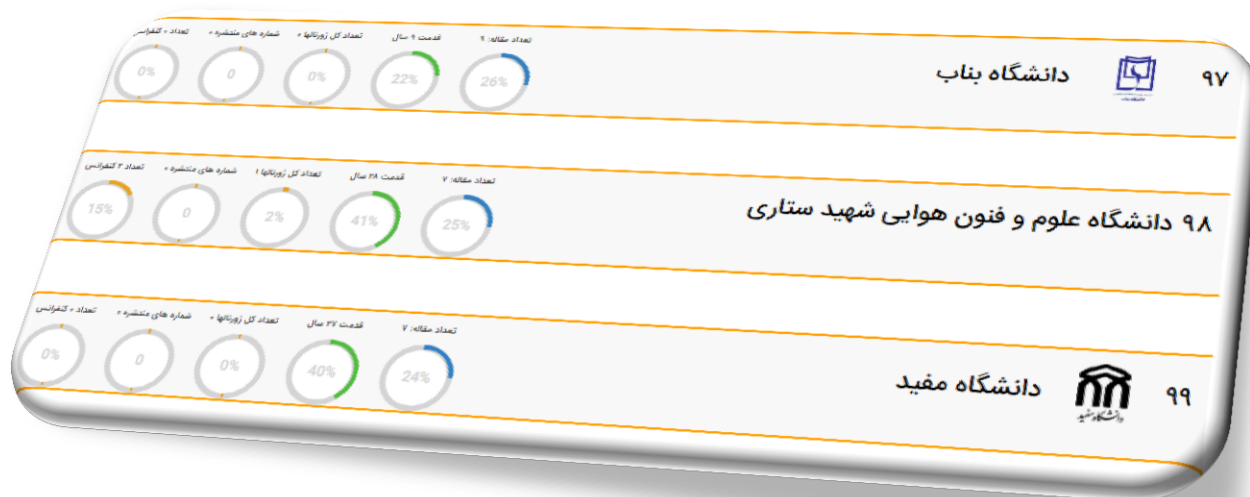 ۹۷ دانشگاه بناب
تعداد مقاله: ۹ قدمت ۹ سال تعداد کل ژورنالها ۰ شماره های منتشره ۰ تعداد ۰ کنفرانس
26% 22% 0% 0 0%
۹۸ دانشگاه علوم و فنون هوایی شهید ستاری
تعداد مقاله: ۷ قدمت ۲۸ سال تعداد کل ژورنالها ۱ شماره های منتشره ۰ تعداد ۲ کنفرانس
25% 41% 2% 0 15%
۹۹ دانشگاه مفید دانشگاه مفید
تعداد مقاله: ۷ قدمت ۲۷ سال تعداد کل ژورنالها ۰ شماره های منتشره ۰ تعداد ۰ کنفرانس
24% 40% 0% 0 0%